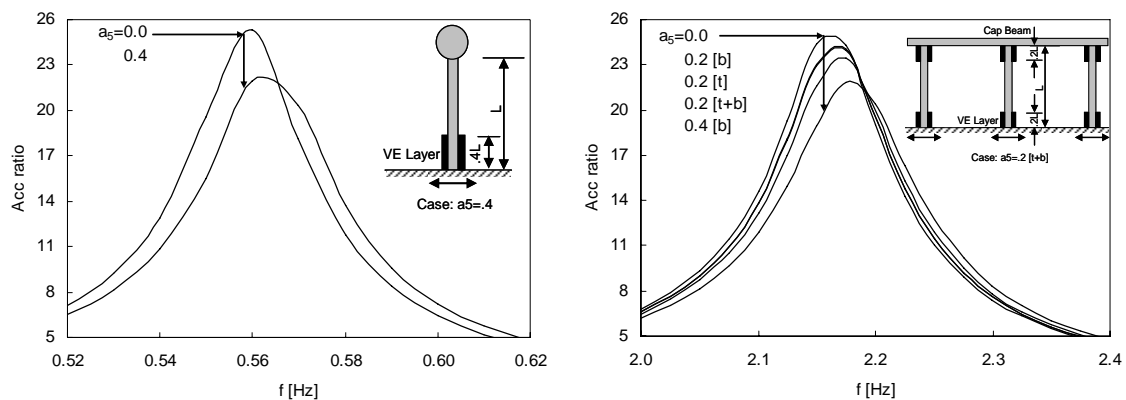 26
23
20
17
14
11
8
5
Acc ratio
a5=0.0
0.4
L
.4L
VE Layer
Case: a5=.4
0.52
0.54
0.56
0.58
0.60
0.62
f [Hz]
26
23
20
17
14
11
8
5
Acc ratio
a5=0.0
0.2 [b]
0.2 [t]
0.2 [t+b]
0.4 [b]
Cap Beam
.2L
L
.2L
VE Layer
Case: a5=.2 [t+b]
2.0
2.1
2.2
2.3
2.4
f [Hz]